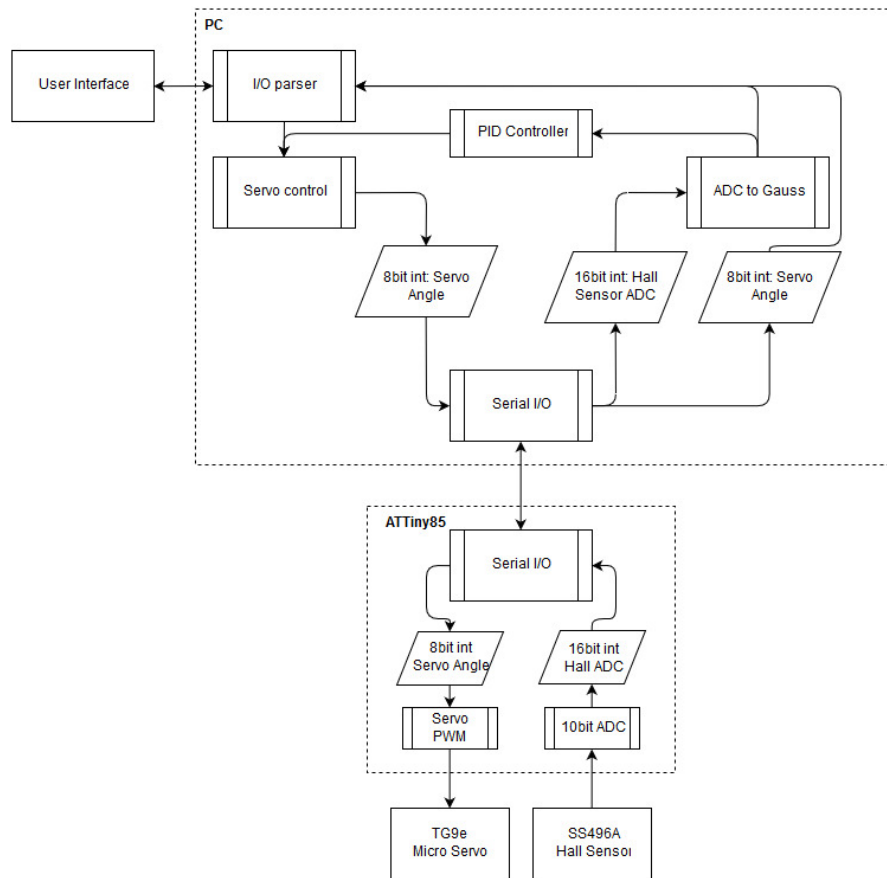 PC
User Interface
I/O parser
PID Controller
Servo control
ADC to Gauss
8bit int: Servo
Angle
16bit int: Hall
Sensor ADC
8bit int: Servo
Angle
Serial I/O
ATTiny85
Serial I/O
8bit int
Servo Angle
16bit int
Hall ADC
Servo
PWM
10bit ADC
TG9e
Micro Servo
SS496A
Hall Sensor